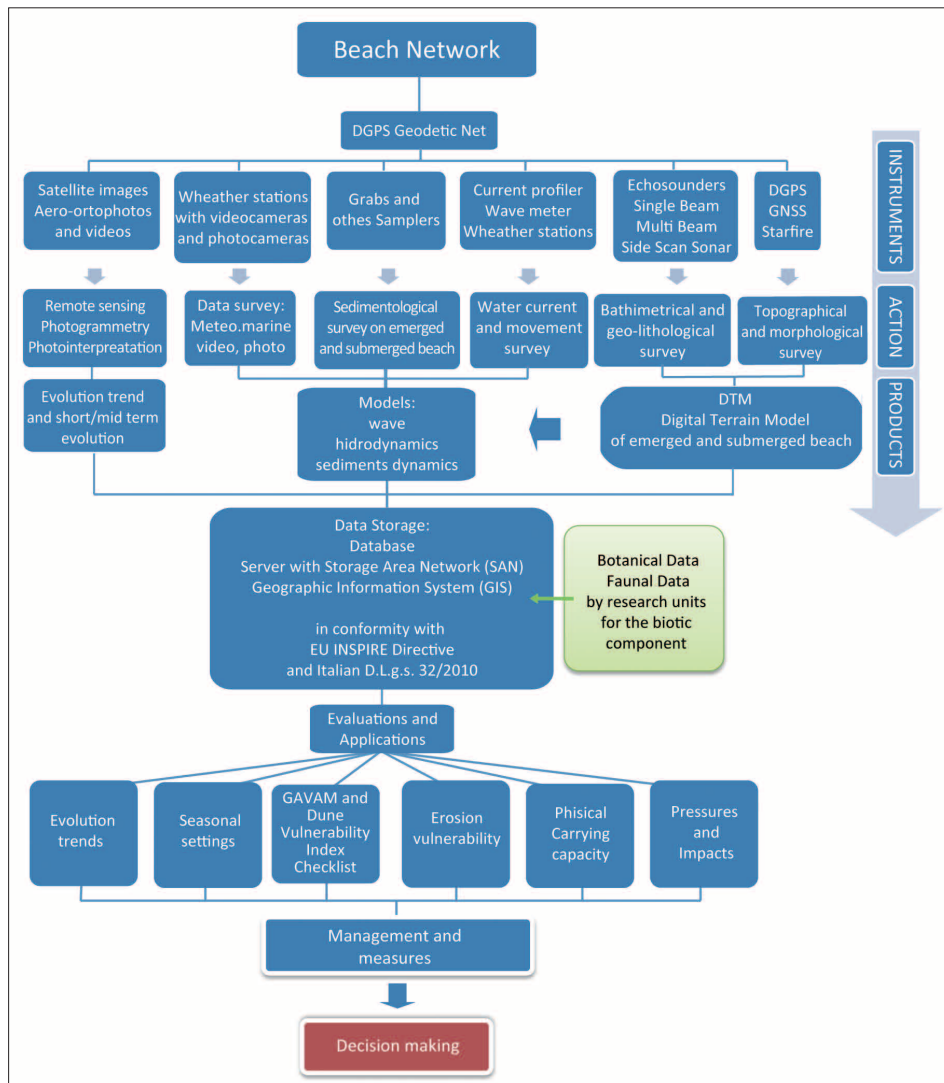 Beach Network
DGPS Geodetic Net
Satellite images
Aero-ortophotos
and videos
Wheather stations
with videocameras
and photocameras
Grabs and
othes Samplers
Current profiler
Wave meter
Wheather stations
Echosounders
Single Beam
Multi Beam
Side Scan Sonar
DGPS
GNSS
Starfire
INSTRUMENTS
Remote sensing
Photogrammetry
Photointerpreatation
Data survey:
Meteo.marine
video, photo
Sedimentological
survey on emerged
and submerged beach
Water current
and movement
survey
Bathimetrical and
geo-lithological
survey
Topographical
and morphological
survey
ACTION
Evolution trend
and short/mid term
evolution
Models:
wave
hidrodynamics
sediments dynamics
DTM
Digital Terrain Model
of emerged and submerged beach
PRODUCTS
Data Storage:
Database
Server with Storage Area Network (SAN)
Geographic Information System (GIS)
in conformity with
EU INSPIRE Directive
and Italian D.L.g.s. 32/2010
Botanical Data
Faunal Data
by research units
for the biotic
component
Evaluations and
Applications
Evolution
trends
Seasonal
settings
GAVAM and
Dune
Vulnerability
Index
Checklist
Erosion
vulnerability
Phisical
Carrying
capacity
Pressures
and
Impacts
Management and
measures
Decision making